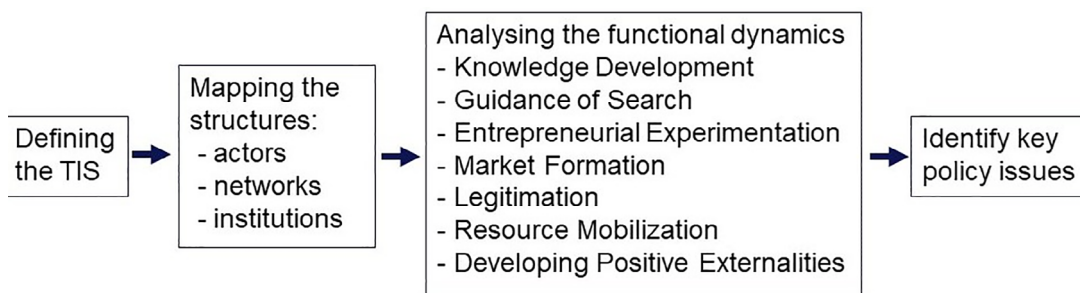 Defining
the TIS
Mapping the
structures:
- actors
- networks
- institutions
Analysing the functional dynamics
- Knowledge Development
- Guidance of Search
- Entrepreneurial Experimentation
- Market Formation
- Legitimation
- Resource Mobilization
- Developing Positive Externalities
Identify key
policy issues